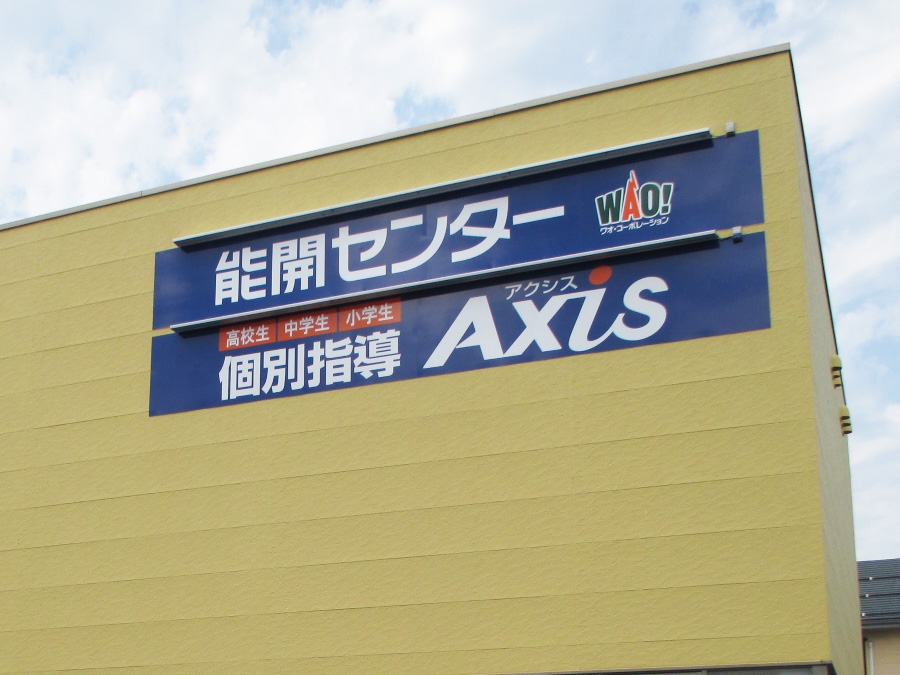 能開センター
WAO!
ワオ・コーポレーション
高校生 中学生 小学生
個別指導
アクシス
Axis